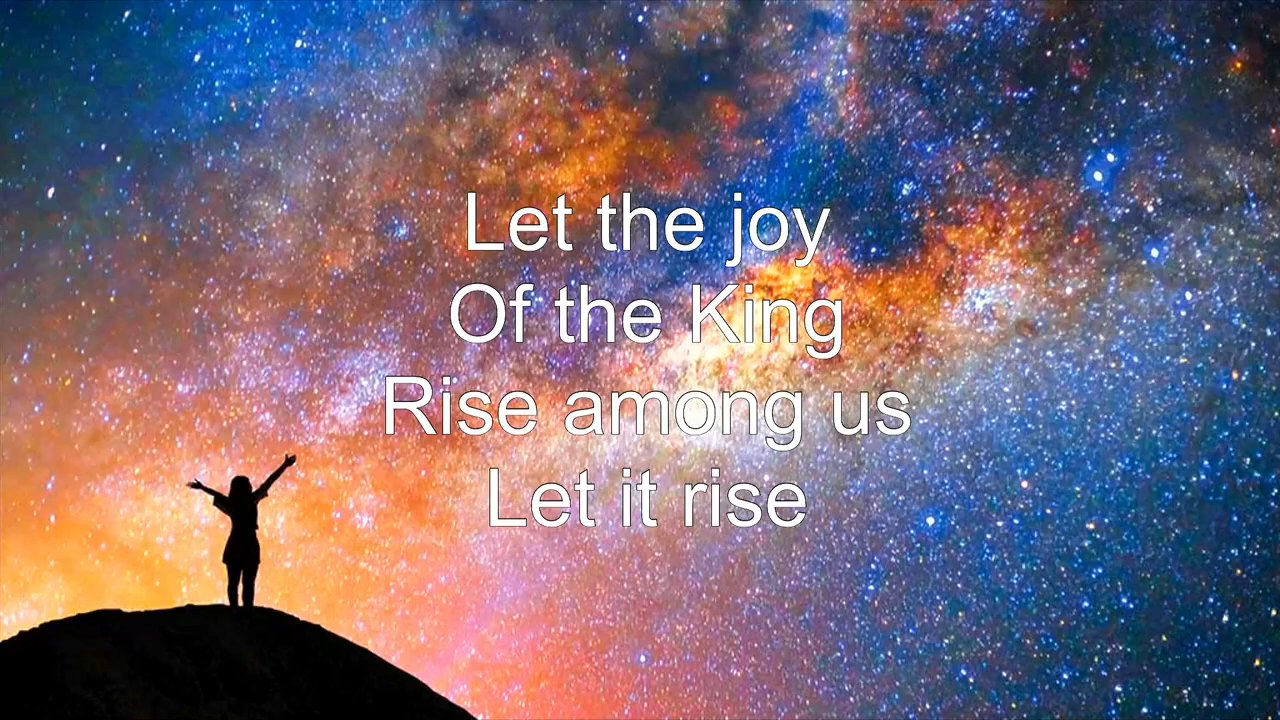 Let the joy
Of the King
Rise among us
Let it rise